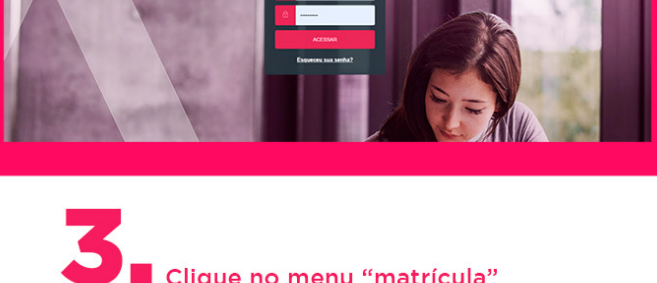 ACESSAR
Esqueceu sua senha?
3.
Clique no menu “matrícula”